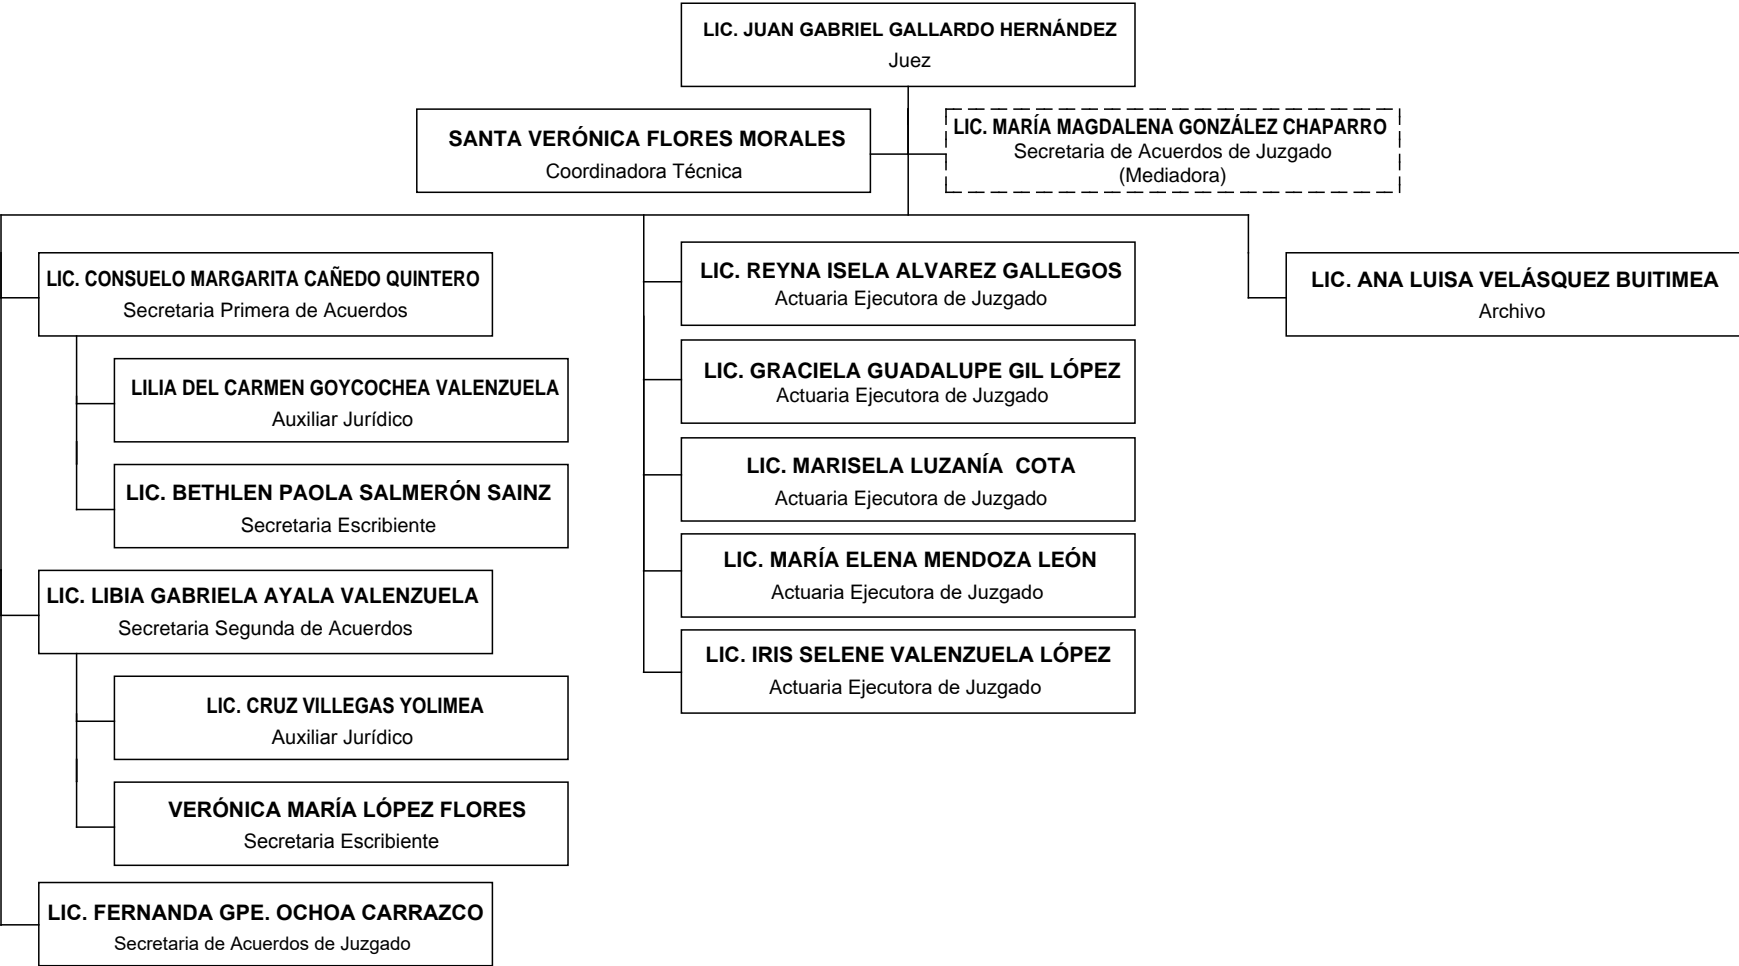 LIC. JUAN GABRIEL GALLARDO HERNÁNDEZ
Juez
SANTA VERÓNICA FLORES MORALES
Coordinadora Técnica
LIC. MARÍA MAGDALENA GONZÁLEZ CHAPARRO
Secretaria de Acuerdos de Juzgado
(Mediadora)
LIC. CONSUELO MARGARITA CAÑEDO QUINTERO
Secretaria Primera de Acuerdos
LILIA DEL CARMEN GOYCOCHEA VALENZUELA
Auxiliar Jurídico
LIC. BETHLEN PAOLA SALMERÓN SAINZ
Secretaria Escribiente
LIC. LIBIA GABRIELA AYALA VALENZUELA
Secretaria Segunda de Acuerdos
LIC. CRUZ VILLEGAS YOLIMEA
Auxiliar Jurídico
VERÓNICA MARÍA LÓPEZ FLORES
Secretaria Escribiente
LIC. FERNANDA GPE. OCHOA CARRAZCO
Secretaria de Acuerdos de Juzgado
LIC. REYNA ISELA ALVAREZ GALLEGOS
Actuaria Ejecutora de Juzgado
LIC. GRACIELA GUADALUPE GIL LÓPEZ
Actuaria Ejecutora de Juzgado
LIC. MARISELA LUZANÍA  COTA
Actuaria Ejecutora de Juzgado
LIC. MARÍA ELENA MENDOZA LEÓN
Actuaria Ejecutora de Juzgado
LIC. IRIS SELENE VALENZUELA LÓPEZ
Actuaria Ejecutora de Juzgado
LIC. ANA LUISA VELÁSQUEZ BUITIMEA
Archivo